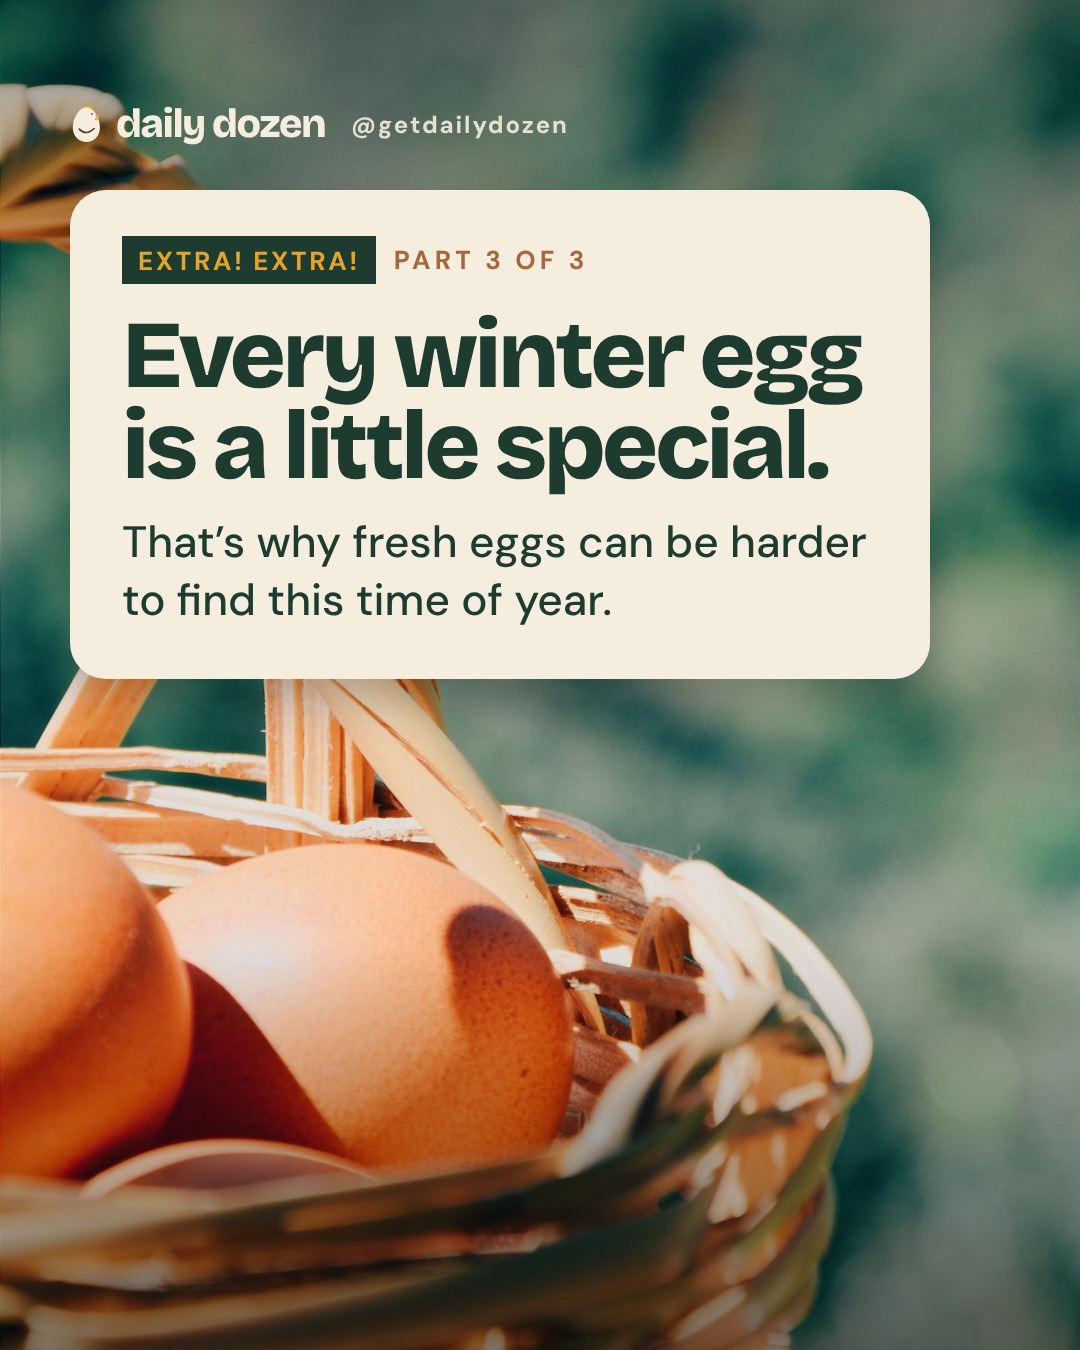 daily dozen @getdailydozen
EXTRA! EXTRA! PART 3 OF 3
Every winter egg
is a little special.
That’s why fresh eggs can be harder
to find this time of year.